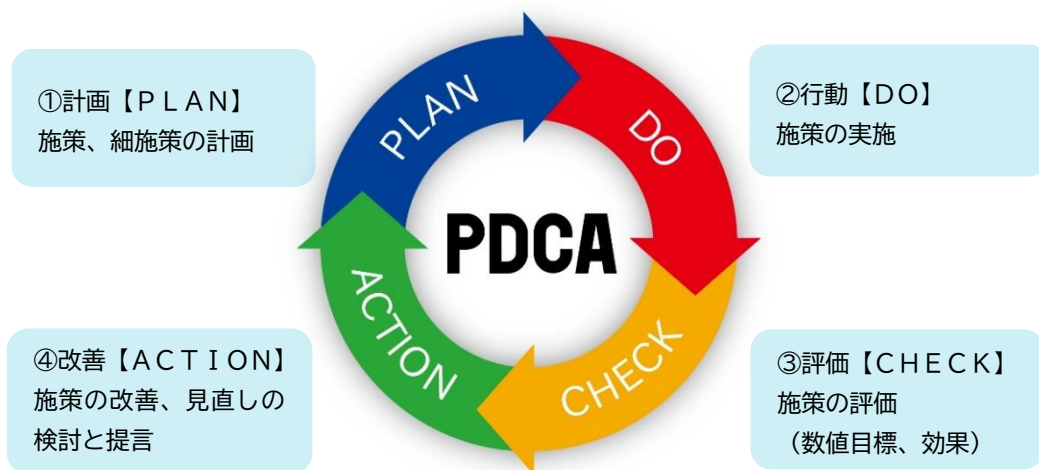 ①計画【ＰＬＡＮ】
施策、細施策の計画
②行動【ＤＯ】
施策の実施
PLAN
DO
PDCA
ACTION
CHECK
④改善【ＡＣＴＩＯＮ】
施策の改善、見直しの
検討と提言
③評価【ＣＨＥＣＫ】
施策の評価
（数値目標、効果）